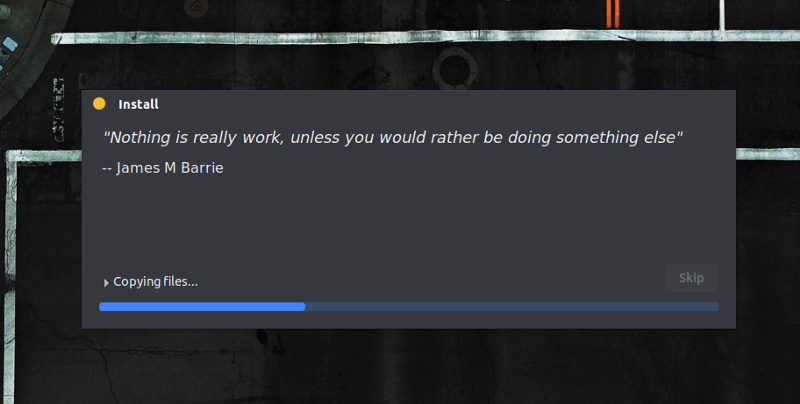 Install
"Nothing is really work, unless you would rather be doing something else"
-- James M Barrie
Copying files...
Skip